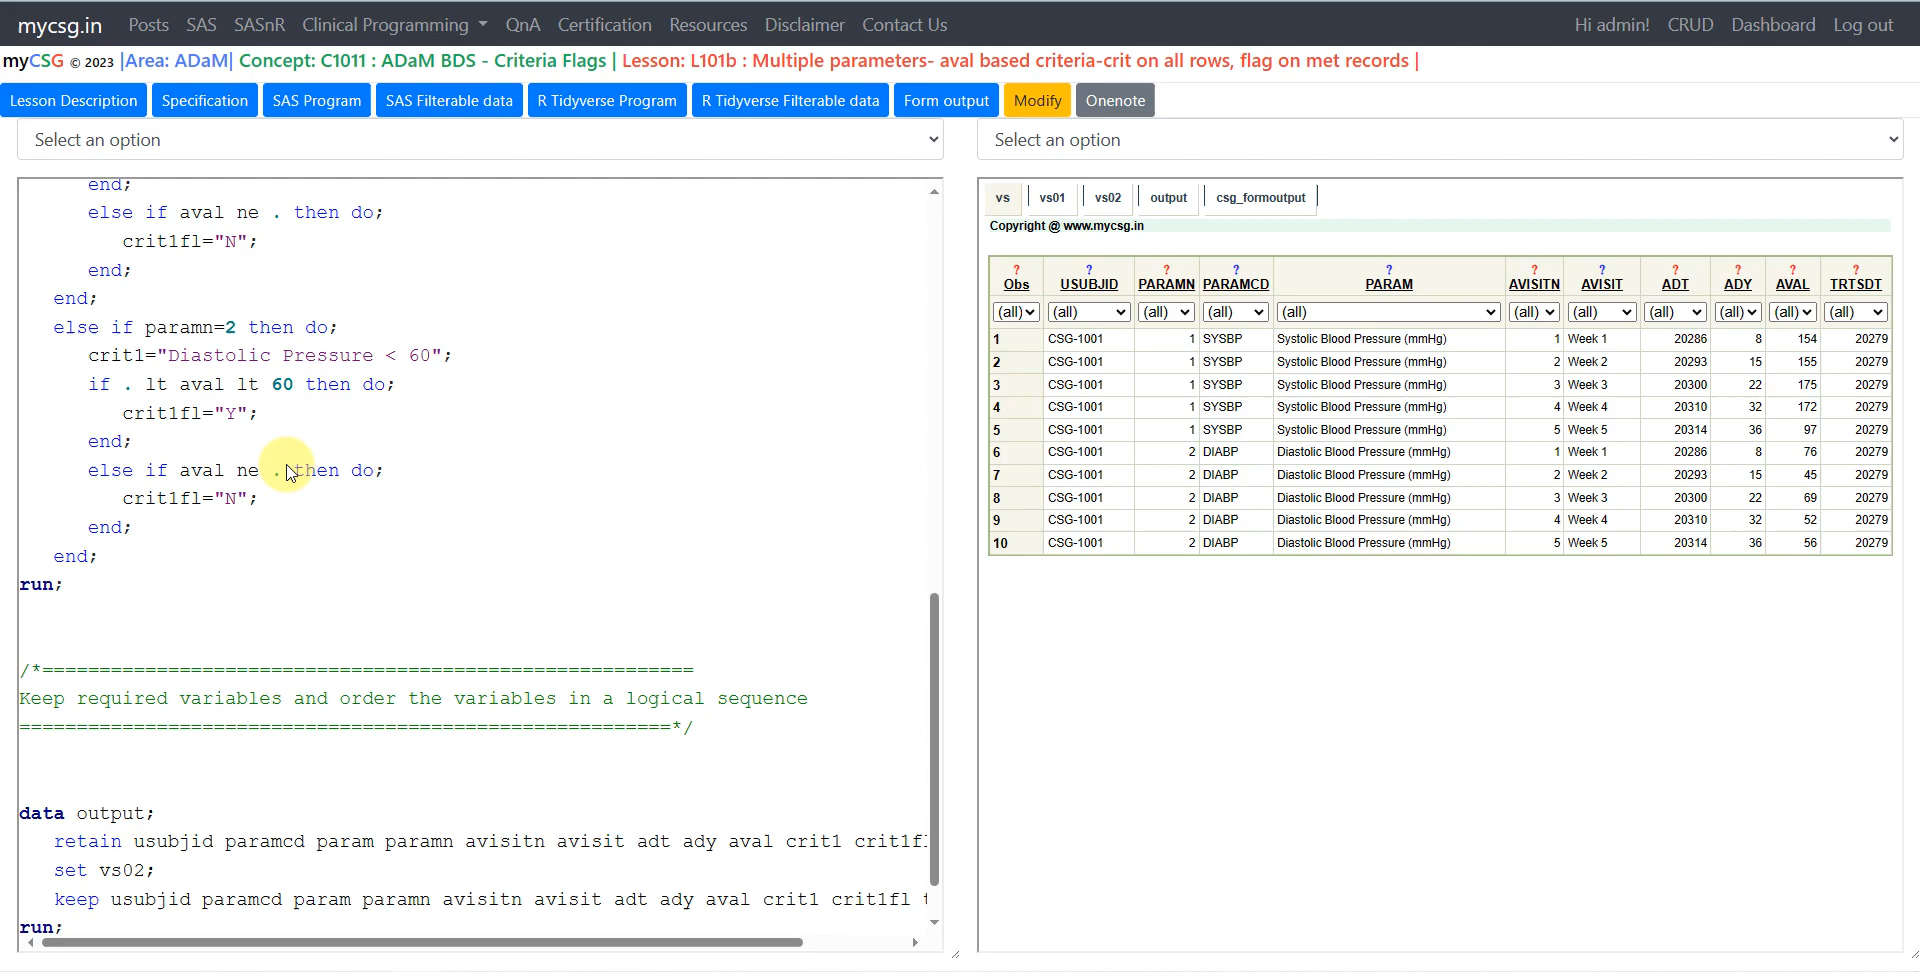 mycsg.in Posts SAS SASnR Clinical Programming QnA Certification Resources Disclaimer Contact Us Hi admin! CRUD Dashboard Log out
myCSG © 2023 |Area: ADaM| Concept: C1011 : ADaM BDS - Criteria Flags | Lesson: L101b : Multiple parameters- aval based criteria-crit on all rows, flag on met records |
Lesson Description Specification SAS Program SAS Filterable data R Tidyverse Program R Tidyverse Filterable data Form output Modify Onenote
Select an option
end;
else if aval ne . then do;
crit1fl="N";
end;
end;
else if paramn=2 then do;
crit1="Diastolic Pressure < 60";
if . lt aval lt 60 then do;
crit1fl="Y";
end;
else if aval ne . then do;
crit1fl="N";
end;
end;
run;
/*=========================================================
Keep required variables and order the variables in a logical sequence
=========================================================*/
data output;
retain usubjid paramcd param paramn avisitn avisit adt ady aval crit1
set vs02;
keep usubjid paramcd param paramn avisitn avisit adt ady aval crit1 crit1fl
run;
Select an option
vs vs01 vs02 output csg_formoutput
Copyright @ www.mycsg.in
? ? ? ? ? ? ? ? ? ? ?
Obs USUBJID PARAMN PARAMCD PARAM AVISITN AVISIT ADT ADY AVAL TRTSDT
(all) (all) (all) (all) (all) (all) (all) (all) (all) (all) (all)
1 CSG-1001 1 SYSBP Systolic Blood Pressure (mmHg) 1 Week 1 20286 8 154 20279
2 CSG-1001 1 SYSBP Systolic Blood Pressure (mmHg) 2 Week 2 20293 15 155 20279
3 CSG-1001 1 SYSBP Systolic Blood Pressure (mmHg) 3 Week 3 20300 22 175 20279
4 CSG-1001 1 SYSBP Systolic Blood Pressure (mmHg) 4 Week 4 20310 32 172 20279
5 CSG-1001 1 SYSBP Systolic Blood Pressure (mmHg) 5 Week 5 20314 36 97 20279
6 CSG-1001 2 DIABP Diastolic Blood Pressure (mmHg) 1 Week 1 20286 8 76 20279
7 CSG-1001 2 DIABP Diastolic Blood Pressure (mmHg) 2 Week 2 20293 15 45 20279
8 CSG-1001 2 DIABP Diastolic Blood Pressure (mmHg) 3 Week 3 20300 22 69 20279
9 CSG-1001 2 DIABP Diastolic Blood Pressure (mmHg) 4 Week 4 20310 32 52 20279
10 CSG-1001 2 DIABP Diastolic Blood Pressure (mmHg) 5 Week 5 20314 36 56 20279